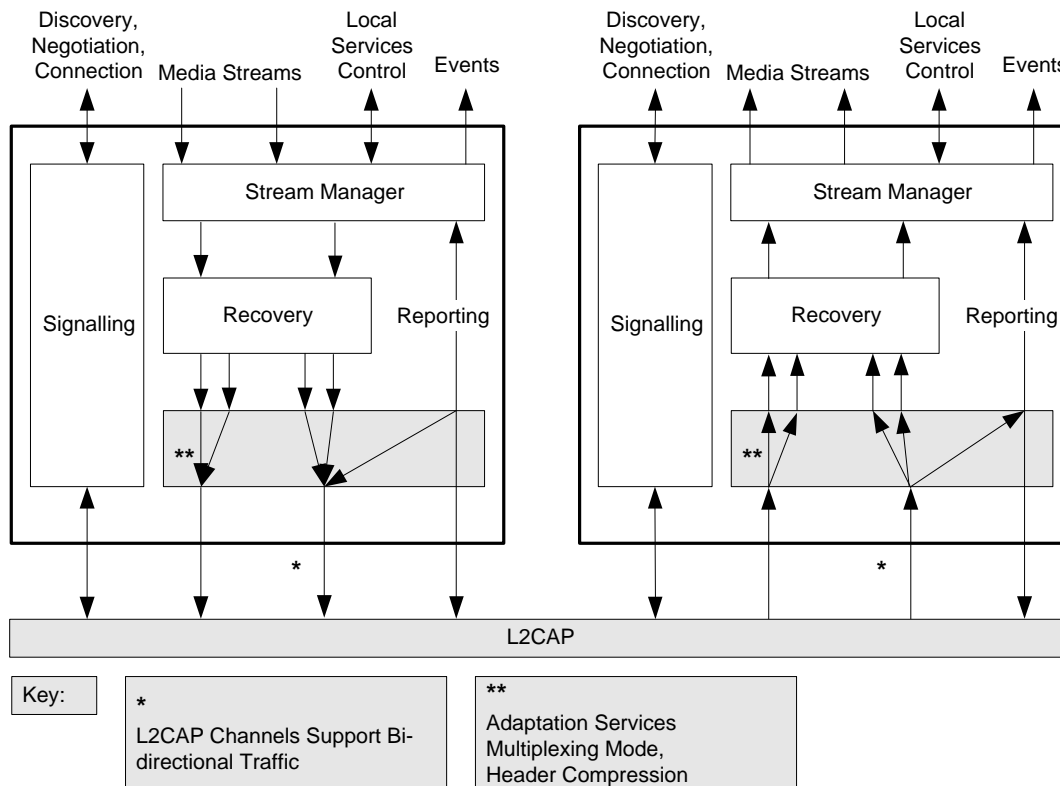 Discovery,
Negotiation,
Connection
Media Streams
Local
Services
Control
Events
Stream Manager
Signalling
Recovery
Reporting
**
*
Discovery,
Negotiation,
Connection
Media Streams
Local
Services
Control
Events
Stream Manager
Signalling
Recovery
Reporting
**
*
L2CAP
Key:
*
L2CAP Channels Support Bi-
directional Traffic
**
Adaptation Services
Multiplexing Mode,
Header Compression